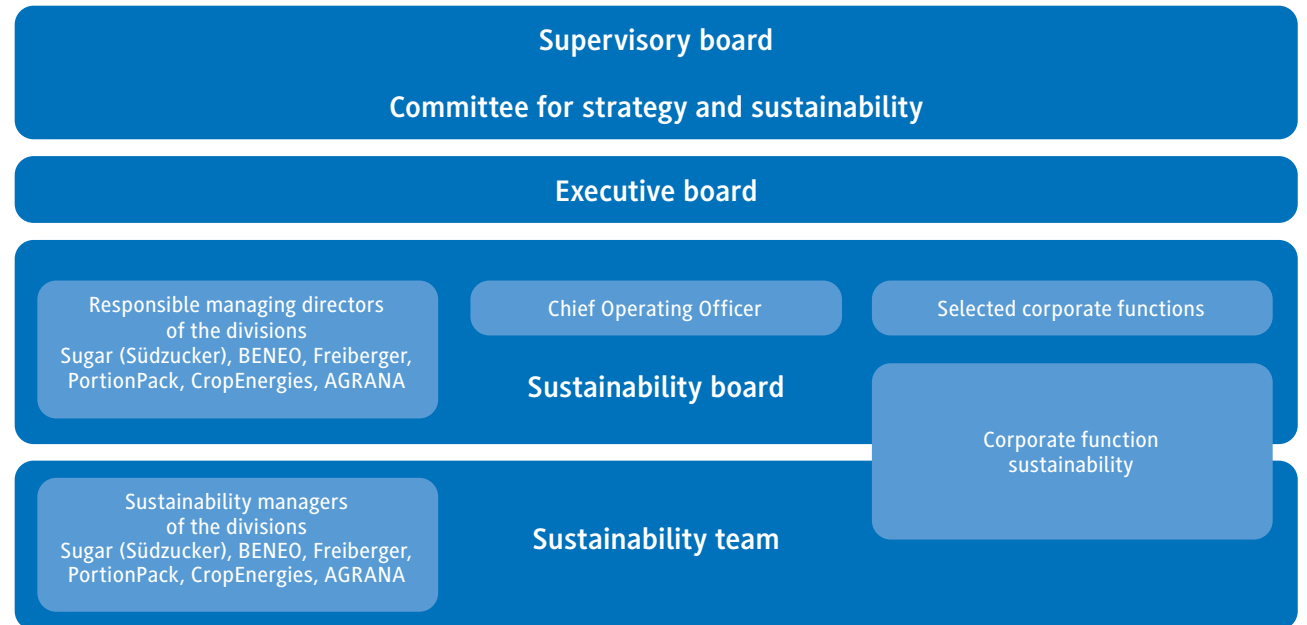 Supervisory board
Committee for strategy and sustainability
Executive board
Responsible managing directors
of the divisions
Sugar (Südzucker), BENEO, Freiberger,
PortionPack, CropEnergies, AGRANA
Chief Operating Officer
Selected corporate functions
Sustainability board
Corporate function
sustainability
Sustainability managers
of the divisions
Sugar (Südzucker), BENEO, Freiberger,
PortionPack, CropEnergies, AGRANA
Sustainability team